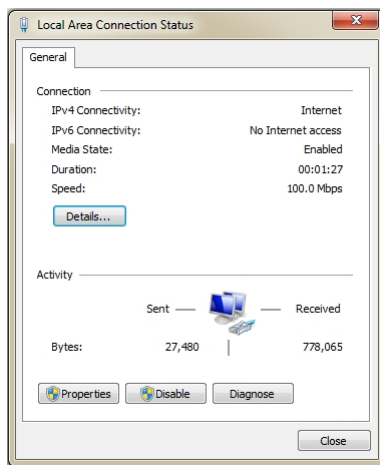 Local Area Connection Status
General
Connection
IPv4 Connectivity: Internet
IPv6 Connectivity: No Internet access
Media State: Enabled
Duration: 00:01:27
Speed: 100.0 Mbps
Details...
Activity
Sent Received
Bytes: 27,480 778,065
Properties Disable Diagnose
Close